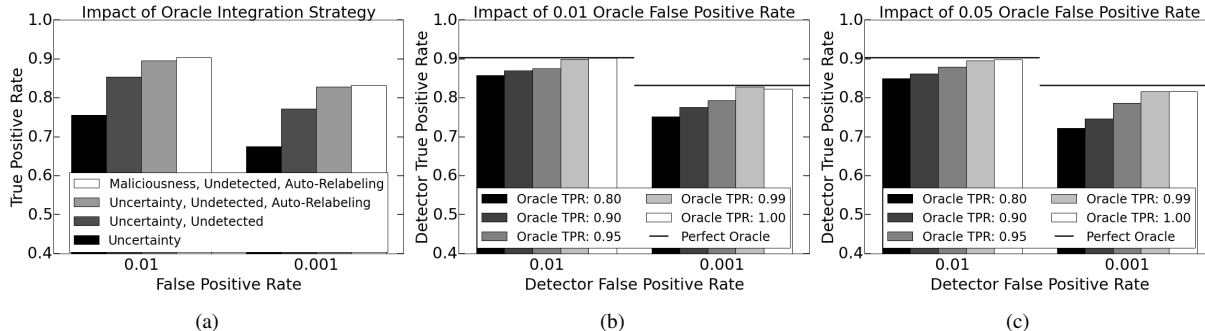 Impact of Oracle Integration Strategy
1.0
0.9
0.8
0.7
0.6
0.5
0.4
True Positive Rate
Maliciousness, Undetected, Auto-Relabeling
Uncertainty, Undetected, Auto-Relabeling
Uncertainty, Undetected
Uncertainty
0.01
0.001
False Positive Rate
(a)
Impact of 0.01 Oracle False Positive Rate
1.0
0.9
0.8
0.7
0.6
0.5
0.4
Detector True Positive Rate
Oracle TPR: 0.80
Oracle TPR: 0.90
Oracle TPR: 0.95
Oracle TPR: 0.99
Oracle TPR: 1.00
Perfect Oracle
0.01
0.001
Detector False Positive Rate
(b)
Impact of 0.05 Oracle False Positive Rate
1.0
0.9
0.8
0.7
0.6
0.5
0.4
Detector True Positive Rate
Oracle TPR: 0.80
Oracle TPR: 0.90
Oracle TPR: 0.95
Oracle TPR: 0.99
Oracle TPR: 1.00
Perfect Oracle
0.01
0.001
Detector False Positive Rate
(c)